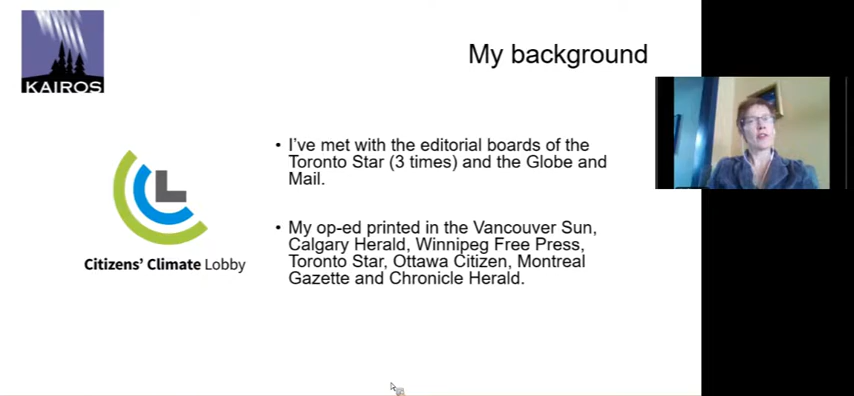 KAIROS
My background
• I've met with the editorial boards of the
Toronto Star (3 times) and the Globe and
Mail.
• My op-ed printed in the Vancouver Sun,
Calgary Herald, Winnipeg Free Press,
Toronto Star, Ottawa Citizen, Montreal
Gazette and Chronicle Herald.
CL
Citizens' Climate Lobby